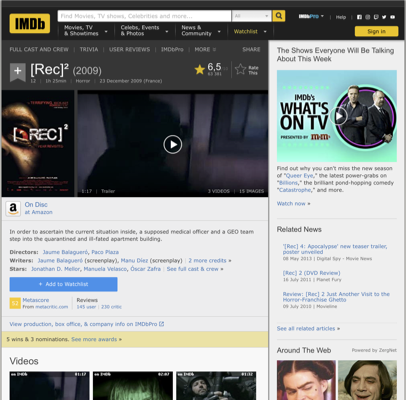 IMDb
Find Movies, TV shows, Celebrities and more...
All
IMDbPro
Help
Movies, TV
& Showtimes
Celebs, Events
& Photos
News &
Community
Watchlist
Sign in
FULL CAST AND CREW | TRIVIA | USER REVIEWS | IMDbPro | MORE
SHARE
[Rec]² (2009)
12 | 1h 25min | Horror | 23 December 2009 (France)
6,5
Rate
This
[REC]²
1:17 | Trailer
3 VIDEOS | 15 IMAGES
On Disc
at Amazon
In order to ascertain the current situation inside, a supposed medical officer and a GEO team
step into the quarantined and ill-fated apartment building.
Directors: Jaume Balagueró, Paco Plaza
Writers: Jaume Balagueró (screenplay), Manu Díez (screenplay) | 2 more credits »
Stars: Jonathan D. Mellor, Manuela Velasco, Óscar Zafra | See full cast & crew »
+ Add to Watchlist
Metascore
From metacritic.com
Reviews
145 user | 230 critic
View production, box office, & company info on IMDbPro
5 wins & 3 nominations. See more awards »
Videos
The Shows Everyone Will Be Talking
About This Week
IMDb's
WHAT'S
ON TV
PRESENTED BY M&M'S
Find out why you can't miss the new season
of "Queer Eye," the latest power-grabs on
"Billions," the brilliant pond-hopping comedy
"Catastrophe," and more.
Watch now »
Related News
'[Rec] 4: Apocalypse' new teaser trailer,
poster unveiled
08 May 2013 | Digital Spy - Movie News
[Rec] 2 (DVD Review)
16 July 2011 | Planet Fury
Review: [Rec] 2 Just Another Visit to the
Horror-Franchise Ghetto
09 July 2010 | Movieline
See all related articles »
Around The Web
Powered by ZergNet